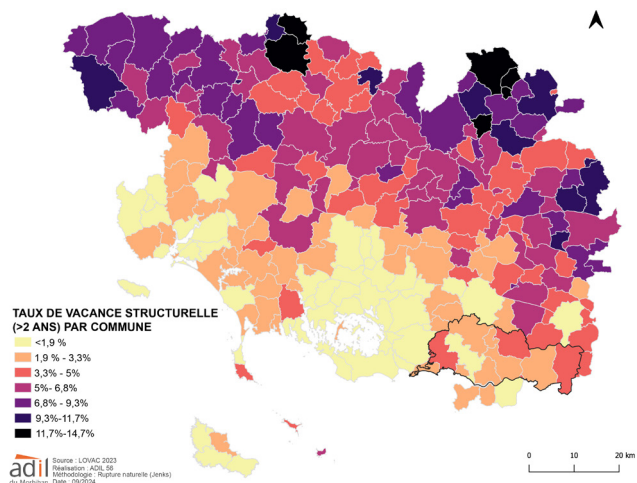 TAUX DE VACANCE STRUCTURELLE
(>2 ANS) PAR COMMUNE
<1,9 %
1,9 % - 3,3%
3,3% - 5%
5%- 6,8%
6,8% - 9,3%
9,3%-11,7%
11,7%-14,7%
adil
du Morbihan
Source : LOVAC 2023
Réalisation : ADIL 56
Méthodologie : Rupture naturelle (Jenks)
Date : 09/2024
0 10 20 km